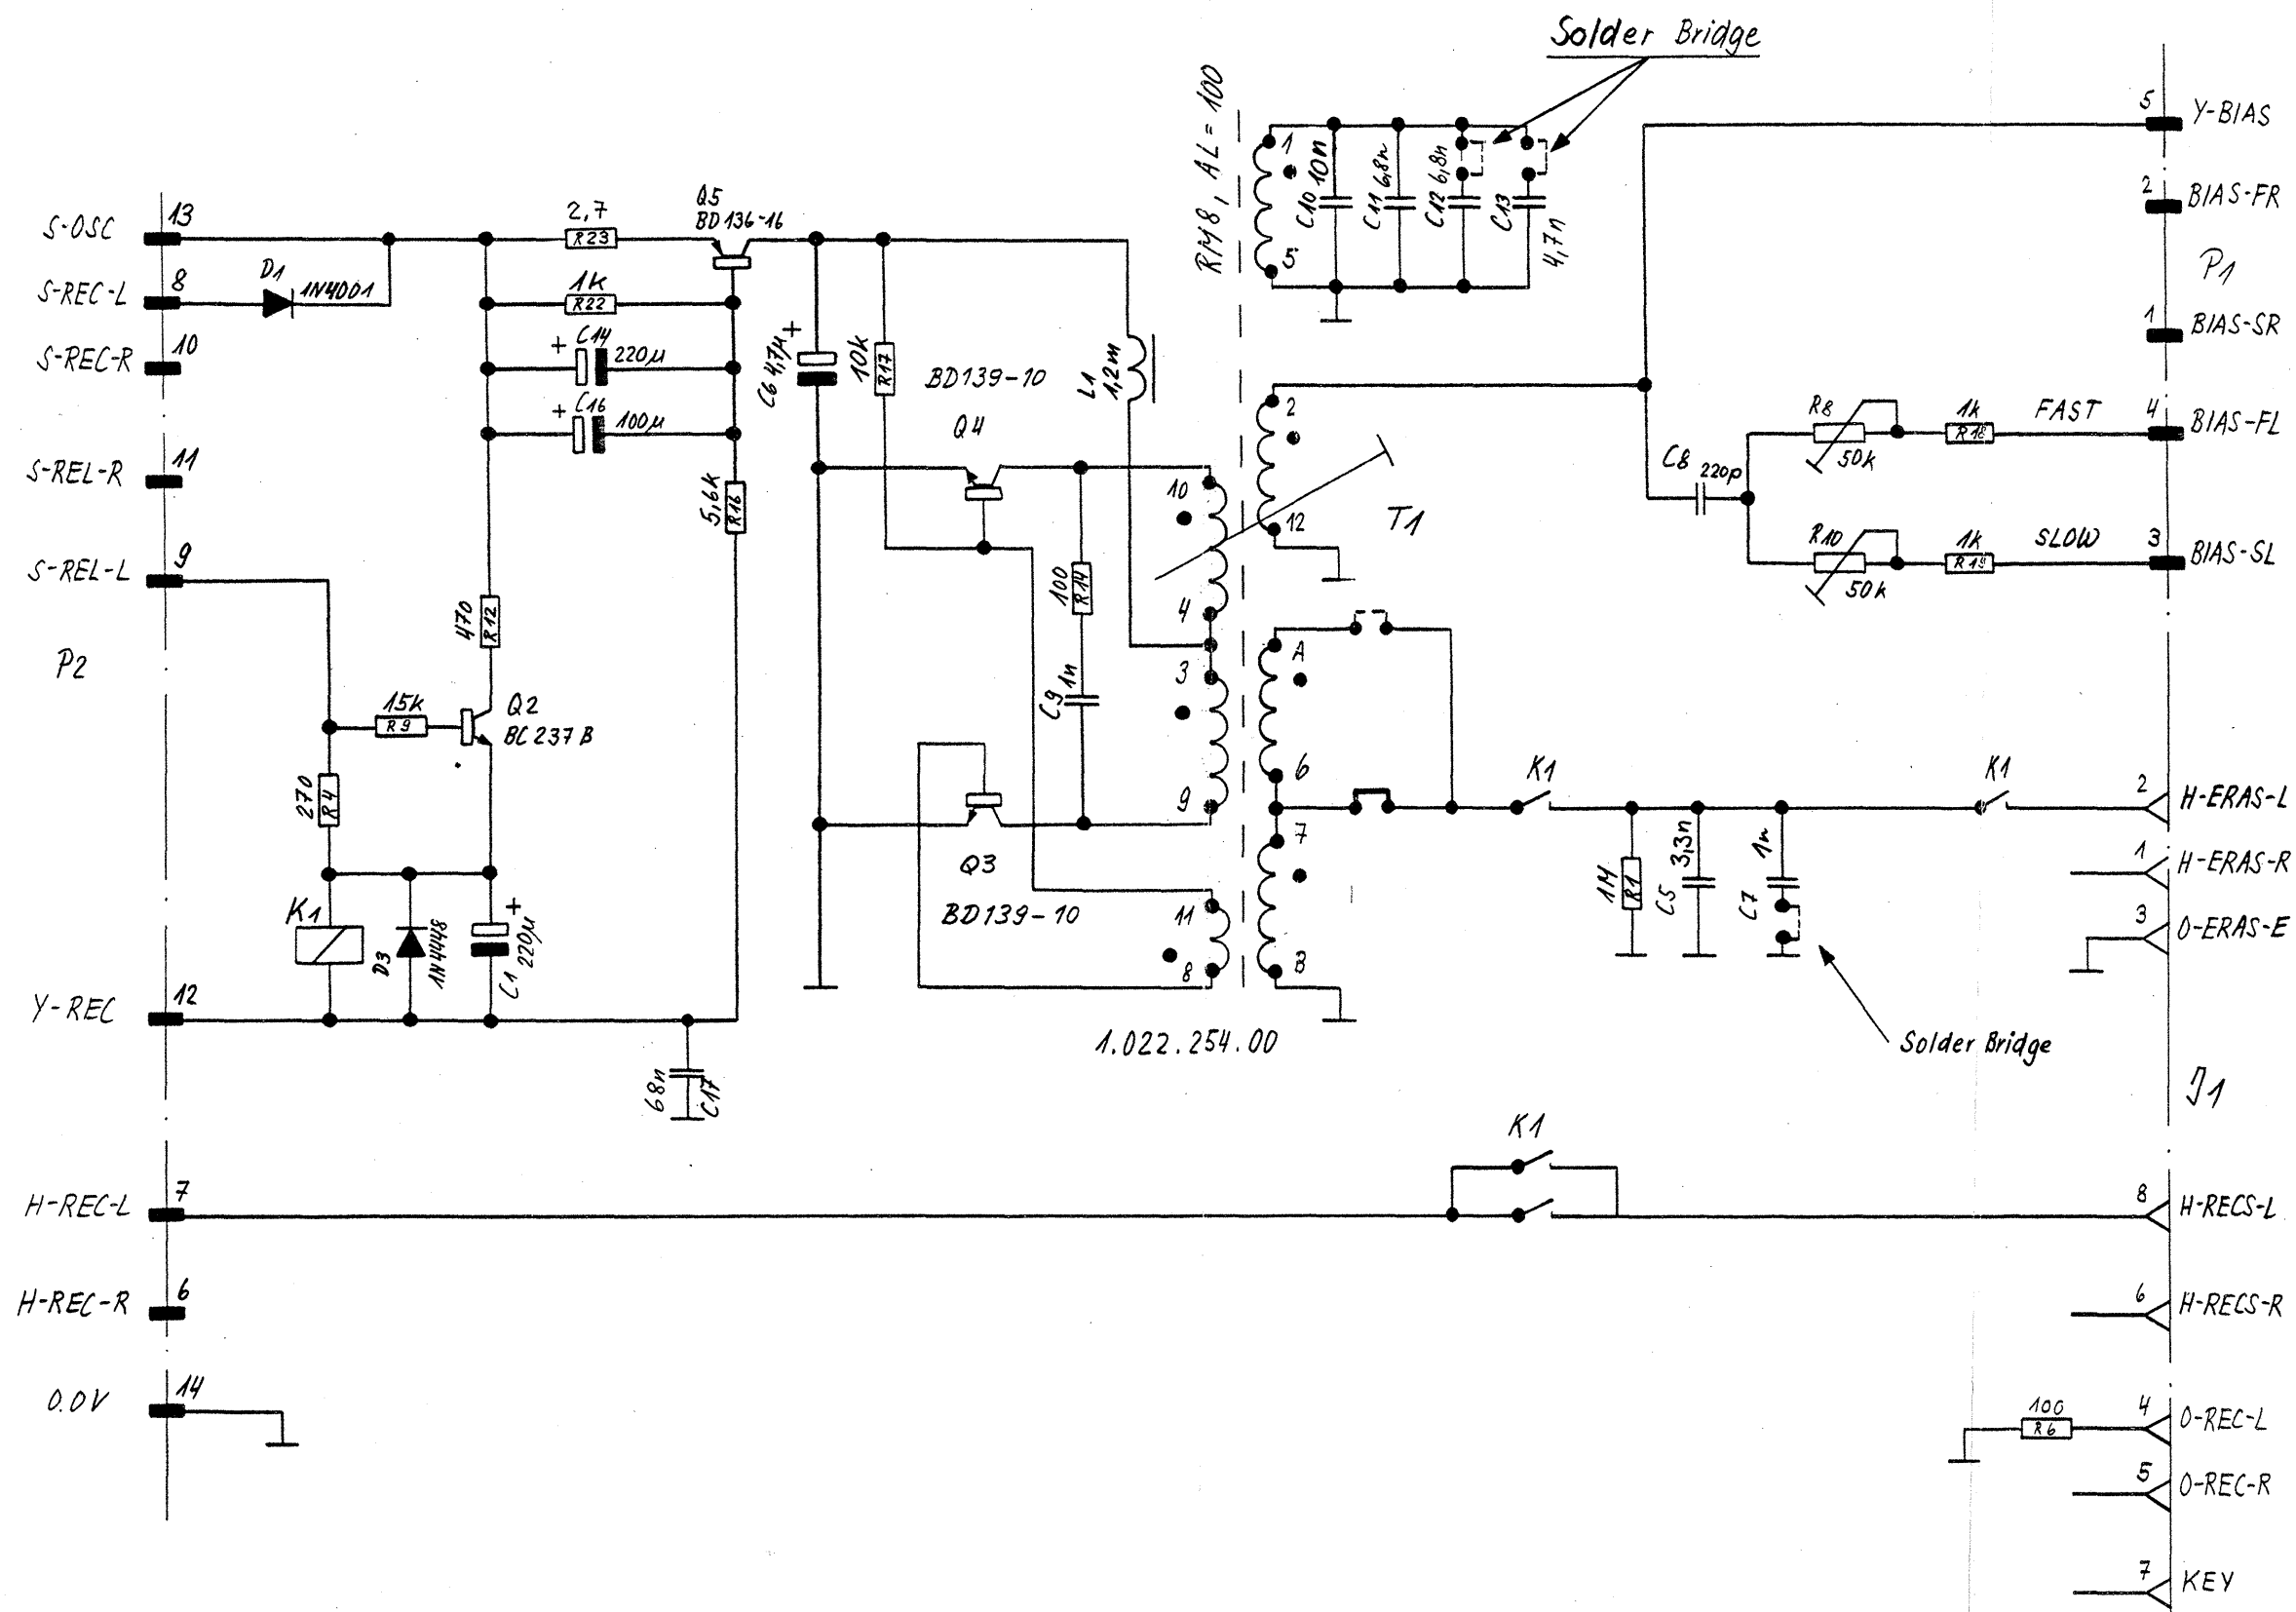 Solder Bridge
RM8, AL=100
5
Y-BIAS
2
BIAS-FR
P1
1
BIAS-SR
4
BIAS-FL
3
BIAS-SL
S-OSC
13
S-REC-L
8
D1
1N4001
S-REC-R
10
S-REL-R
11
S-REL-L
9
P2
2,7
R23
Q5
BD136-16
1K
R22
+
C14
220µ
+
C16
100µ
5,6K
R16
470
R12
15K
R9
Q2
BC237B
270
R4
K1
D3
1N4448
+
C1
220µ
Y-REC
12
68n
C17
C6
4,7µ
+
10K
R17
BD139-10
Q4
L1
1,2m
100
R14
C9
1n
Q3
BD139-10
10
4
3
9
11
8
1
5
C10
10n
C11
6,8n
C12
6,8n
C13
4,7n
2
12
T1
A
6
7
B
1.022.254.00
C8
220p
R8
50K
1K
R18
FAST
R10
50K
1K
R19
SLOW
K1
K1
1M
R1
C5
3,3n
C7
1n
Solder Bridge
2
H-ERAS-L
1
H-ERAS-R
3
0-ERAS-E
J1
H-REC-L
7
K1
8
H-RECS-L
H-REC-R
6
6
H-RECS-R
0.0V
14
100
R6
4
0-REC-L
5
0-REC-R
7
KEY